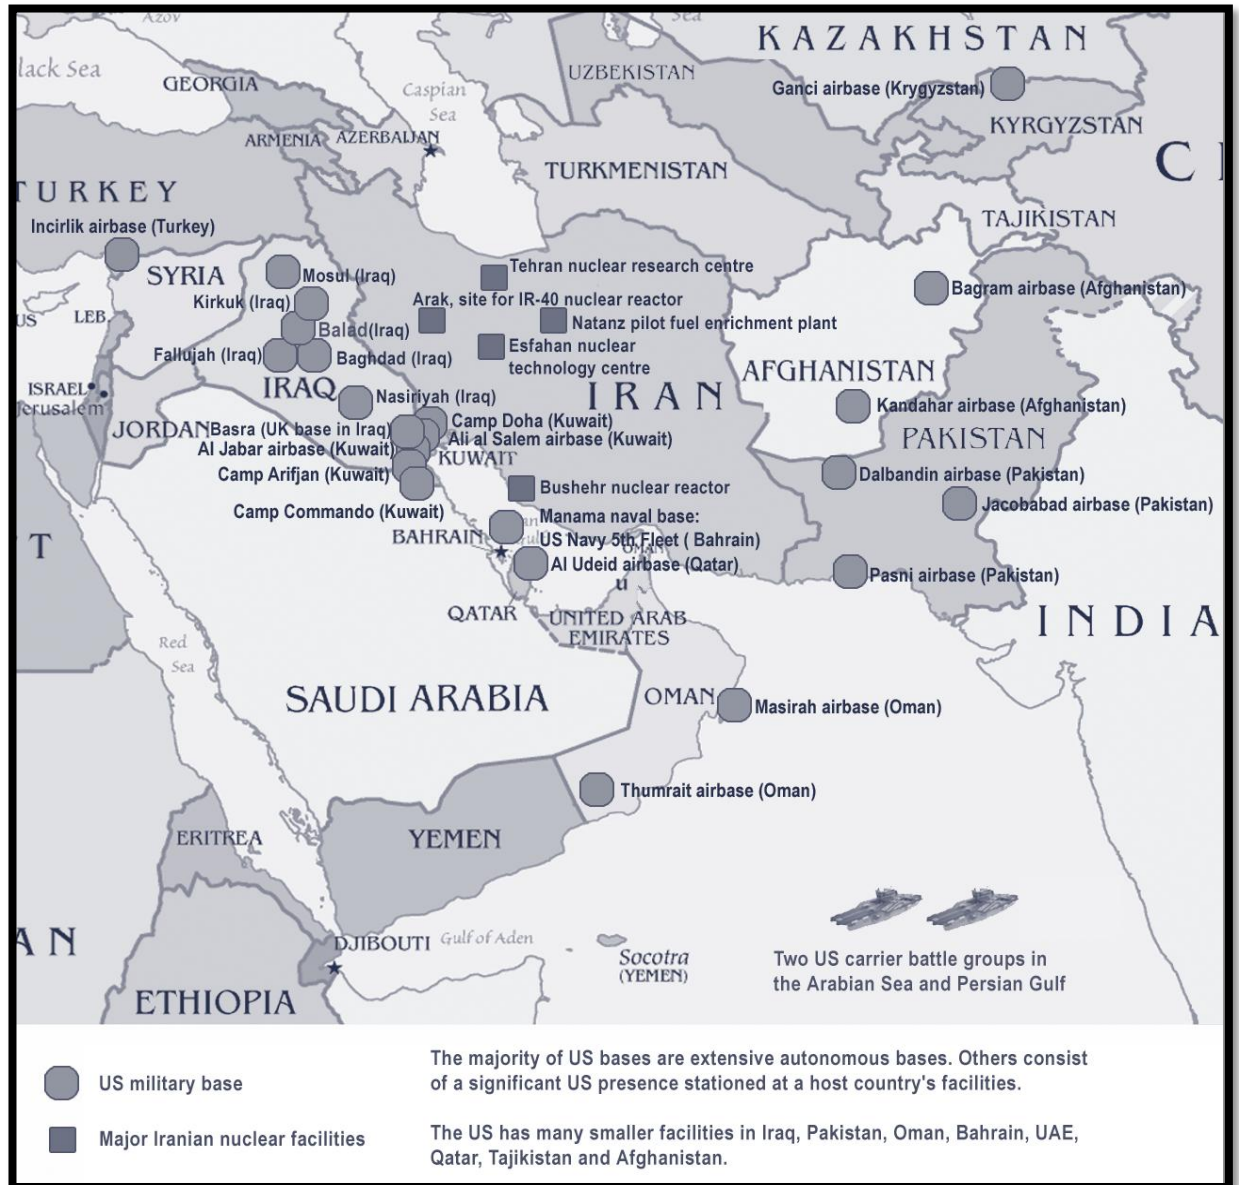 Azov
Sea
lack Sea
KAZAKHSTAN
GEORGIA
UZBEKISTAN
Caspian
Sea
Ganci airbase (Krygyzstan)
ARMENIA
AZERBAIJAN
KYRGYZSTAN
TURKMENISTAN
C
TURKEY
TAJIKISTAN
Incirlik airbase (Turkey)
SYRIA
Mosul (Iraq)
Tehran nuclear research centre
Bagram airbase (Afghanistan)
Kirkuk (Iraq)
Arak, site for IR-40 nuclear reactor
US
LEB.
Balad(Iraq)
Natanz pilot fuel enrichment plant
Fallujah (Iraq)
Baghdad (Iraq)
Esfahan nuclear
technology centre
AFGHANISTAN
ISRAEL
IRAQ
Nasiriyah (Iraq)
IRAN
Jerusalem
Kandahar airbase (Afghanistan)
JORDAN
Basra (UK base in Iraq)
Camp Doha (Kuwait)
PAKISTAN
Al Jabar airbase (Kuwait)
Ali al Salem airbase (Kuwait)
KUWAIT
Camp Arifjan (Kuwait)
Dalbandin airbase (Pakistan)
Bushehr nuclear reactor
Jacobabad airbase (Pakistan)
Camp Commando (Kuwait)
Manama naval base:
US Navy 5th Fleet ( Bahrain)
BAHRAIN
T
Al Udeid airbase (Qatar)
OMAN
Pasni airbase (Pakistan)
u
QATAR
UNITED ARAB
EMIRATES
INDIA
Red
Sea
SAUDI ARABIA
OMAN
Masirah airbase (Oman)
Thumrait airbase (Oman)
ERITREA
YEMEN
AN
DJIBOUTI
Gulf of Aden
Socotra
(YEMEN)
Two US carrier battle groups in
the Arabian Sea and Persian Gulf
ETHIOPIA
US military base
The majority of US bases are extensive autonomous bases. Others consist
of a significant US presence stationed at a host country's facilities.
Major Iranian nuclear facilities
The US has many smaller facilities in Iraq, Pakistan, Oman, Bahrain, UAE,
Qatar, Tajikistan and Afghanistan.